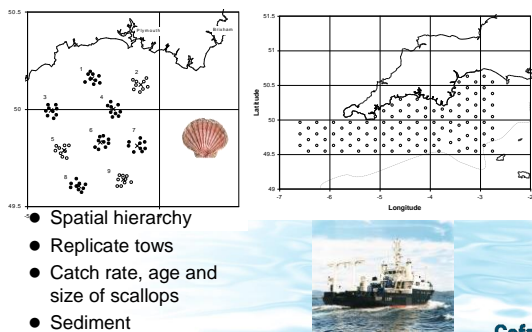 50.5
Plymouth
Brixham
1
2
3
4
50
5
6
7
8
9
49.5
51.5
51
50.5
50
49.5
49
Latitude
-6
-5
-4
-3
-2
Longitude
● Spatial hierarchy
● Replicate tows
● Catch rate, age and
size of scallops
● Sediment